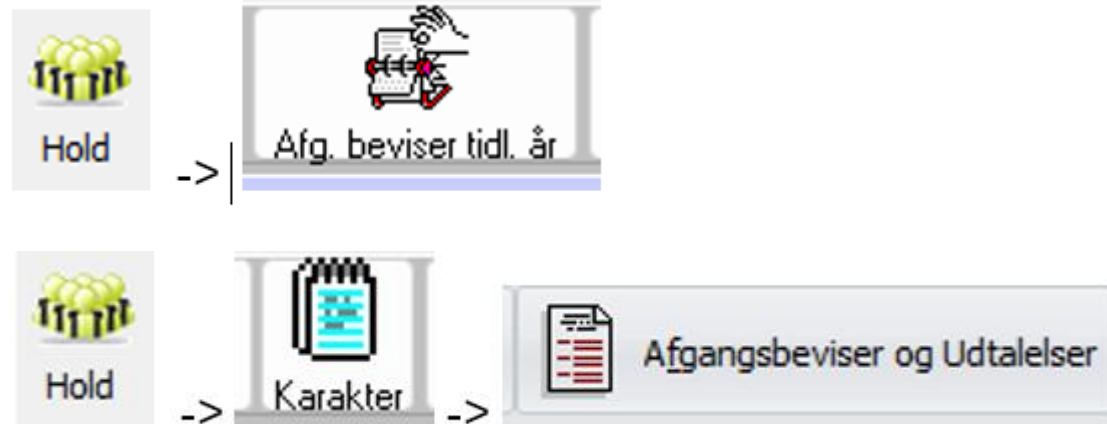 Hold -> Afg. beviser tidl. år
Hold -> Karakter -> Afgangsbeviser og Udtalelser